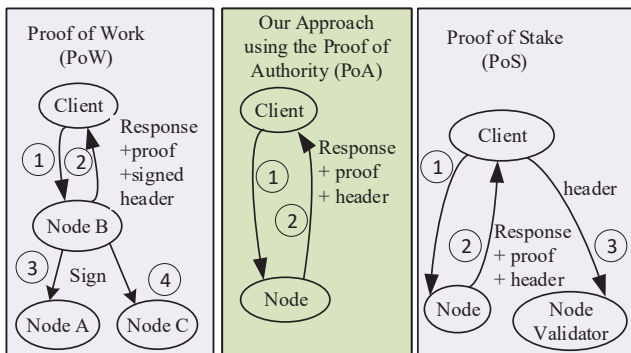 Proof of Work
(PoW)
Client
1
2
Response
+proof
+signed
header
Node B
3
Sign
4
Node A
Node C
Our Approach
using the Proof of
Authority (PoA)
Client
1
Response
+ proof
+ header
2
Node
Proof of Stake
(PoS)
Client
1
header
2
Response
+ proof
+ header
3
Node
Node
Validator